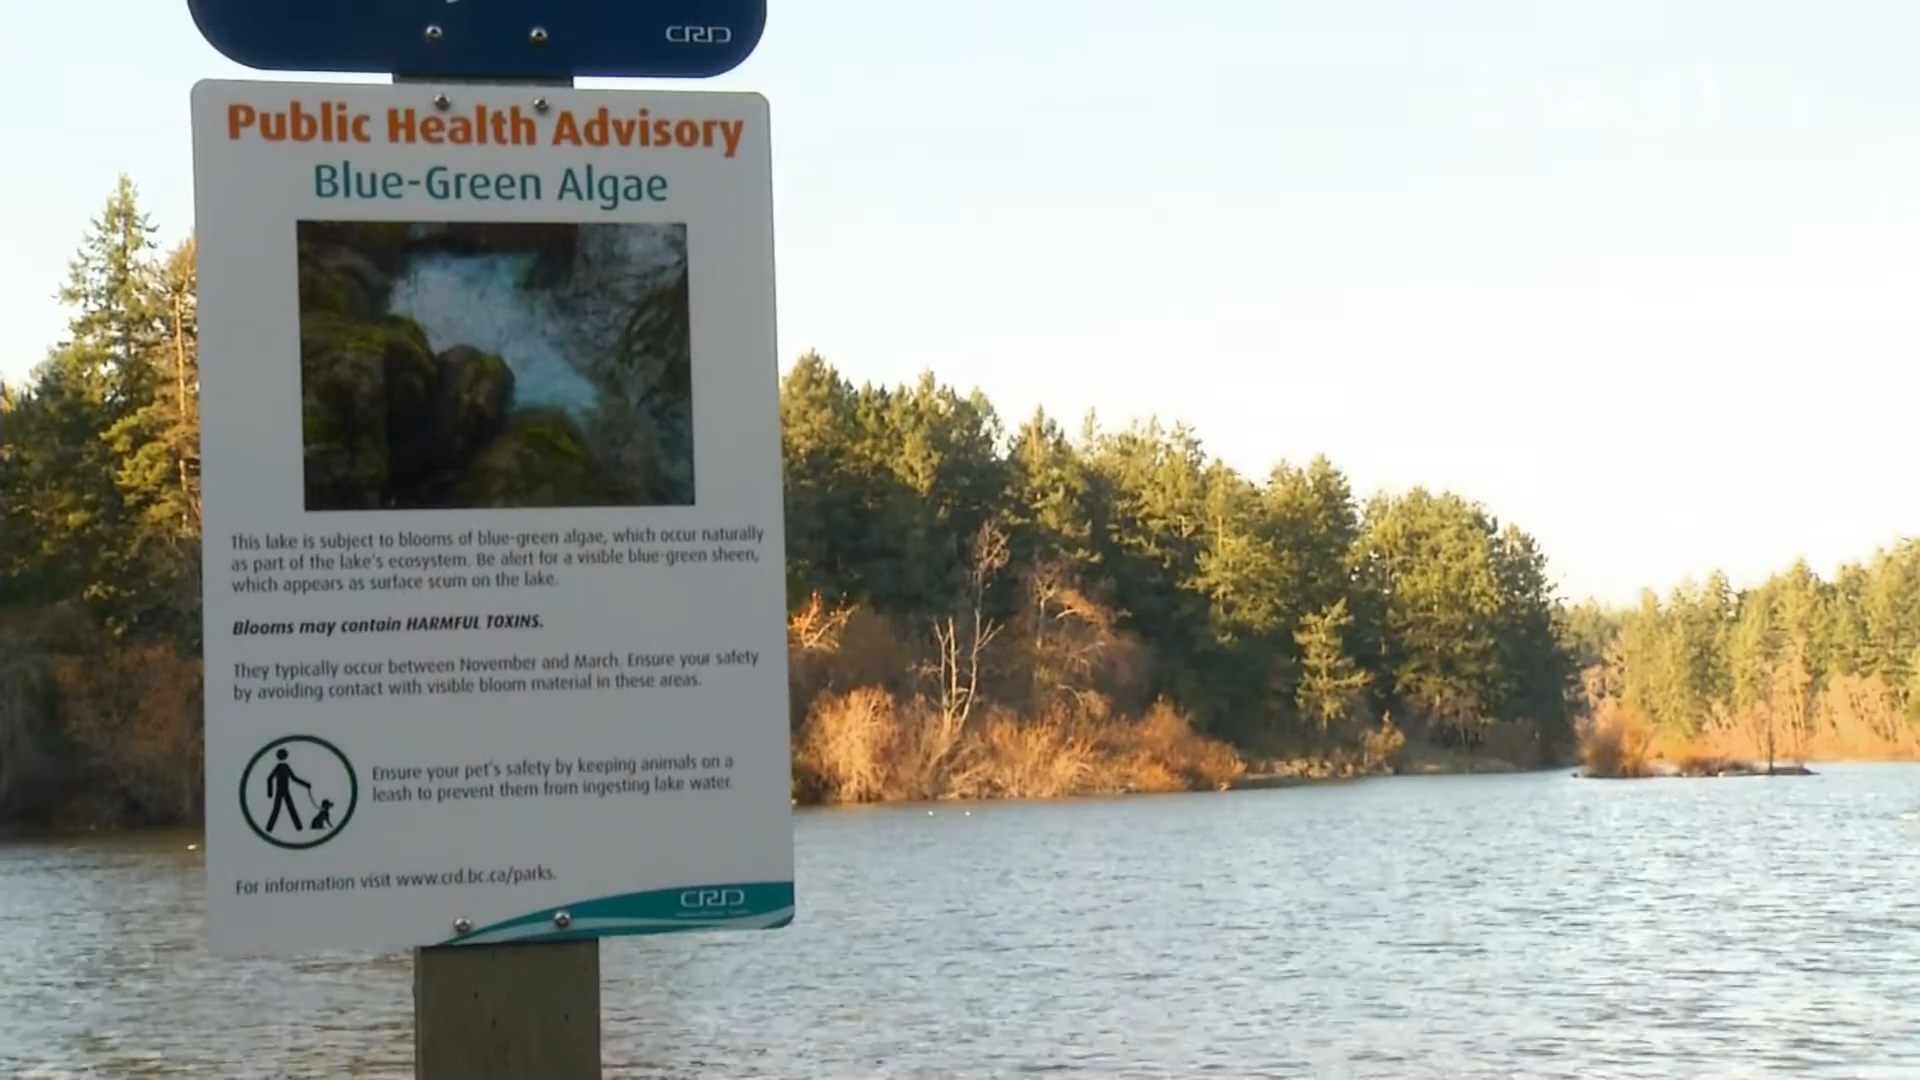 CRD
Public Health Advisory
Blue-Green Algae
This lake is subject to blooms of blue-green algae, which occur naturally
as part of the lake's ecosystem. Be alert for a visible blue-green sheen,
which appears as surface scum on the lake.
Blooms may contain HARMFUL TOXINS.
They typically occur between November and March. Ensure your safety
by avoiding contact with visible bloom material in these areas.
Ensure your pet's safety by keeping animals on a
leash to prevent them from ingesting lake water.
For information visit www.crd.bc.ca/parks.
CRD